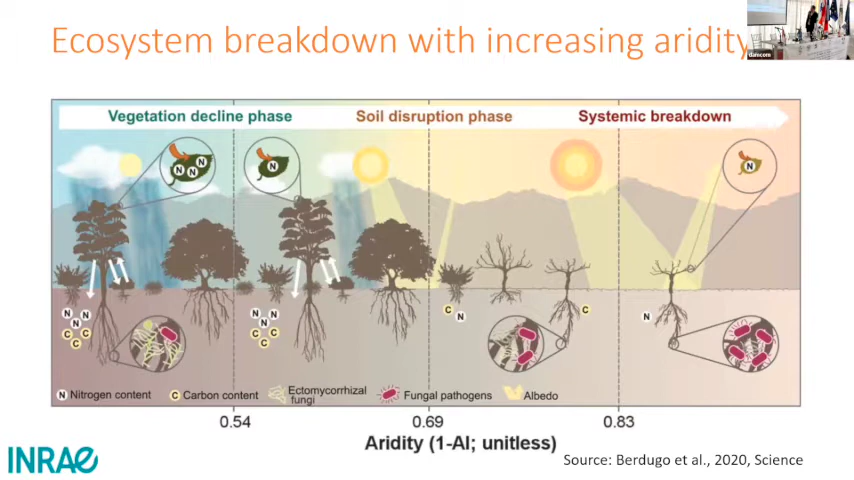 Ecosystem breakdown with increasing aridity
Vegetation decline phase
Soil disruption phase
Systemic breakdown
N N N
N
N
N N N
C C C
N N N
C C C
C
N
C
N
N Nitrogen content
C Carbon content
Ectomycorrhizal fungi
Fungal pathogens
Albedo
0.54
0.69
0.83
Aridity (1-AI; unitless)
INRAE
Source: Berdugo et al., 2020, Science